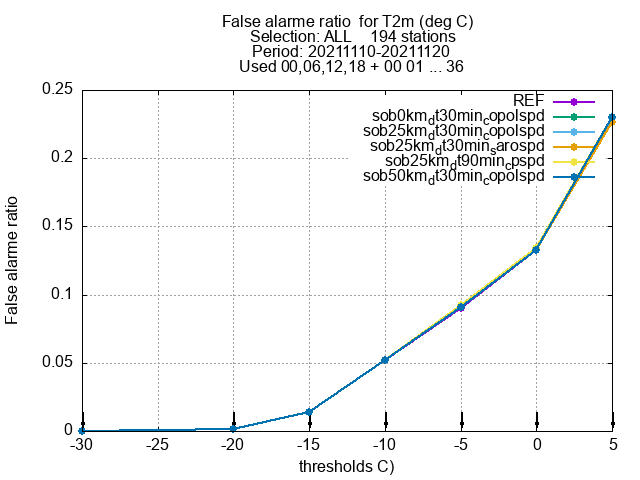 False alarme ratio  for T2m (deg C)
Selection: ALL    194 stations
Period: 20211110-20211120
Used 00,06,12,18 + 00 01 ... 36
REF
sob0km_dt30min_copolspd
sob25km_dt30min_copolspd
sob25km_dt30min_sarospd
sob25km_dt90min_cpspd
sob50km_dt30min_copolspd
0.25
0.2
0.15
0.1
0.05
0
False alarme ratio
-30 -25 -20 -15 -10 -5 0 5
thresholds C)